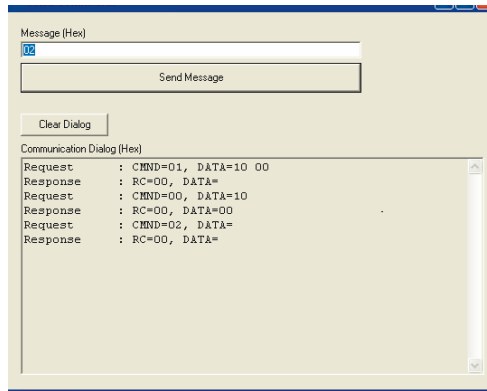 Message (Hex)
02
Send Message
Clear Dialog
Communication Dialog (Hex)
Request : CMND=01, DATA=10 00
Response : RC=00, DATA=
Request : CMND=00, DATA=10
Response : RC=00, DATA=00
Request : CMND=02, DATA=
Response : RC=00, DATA=